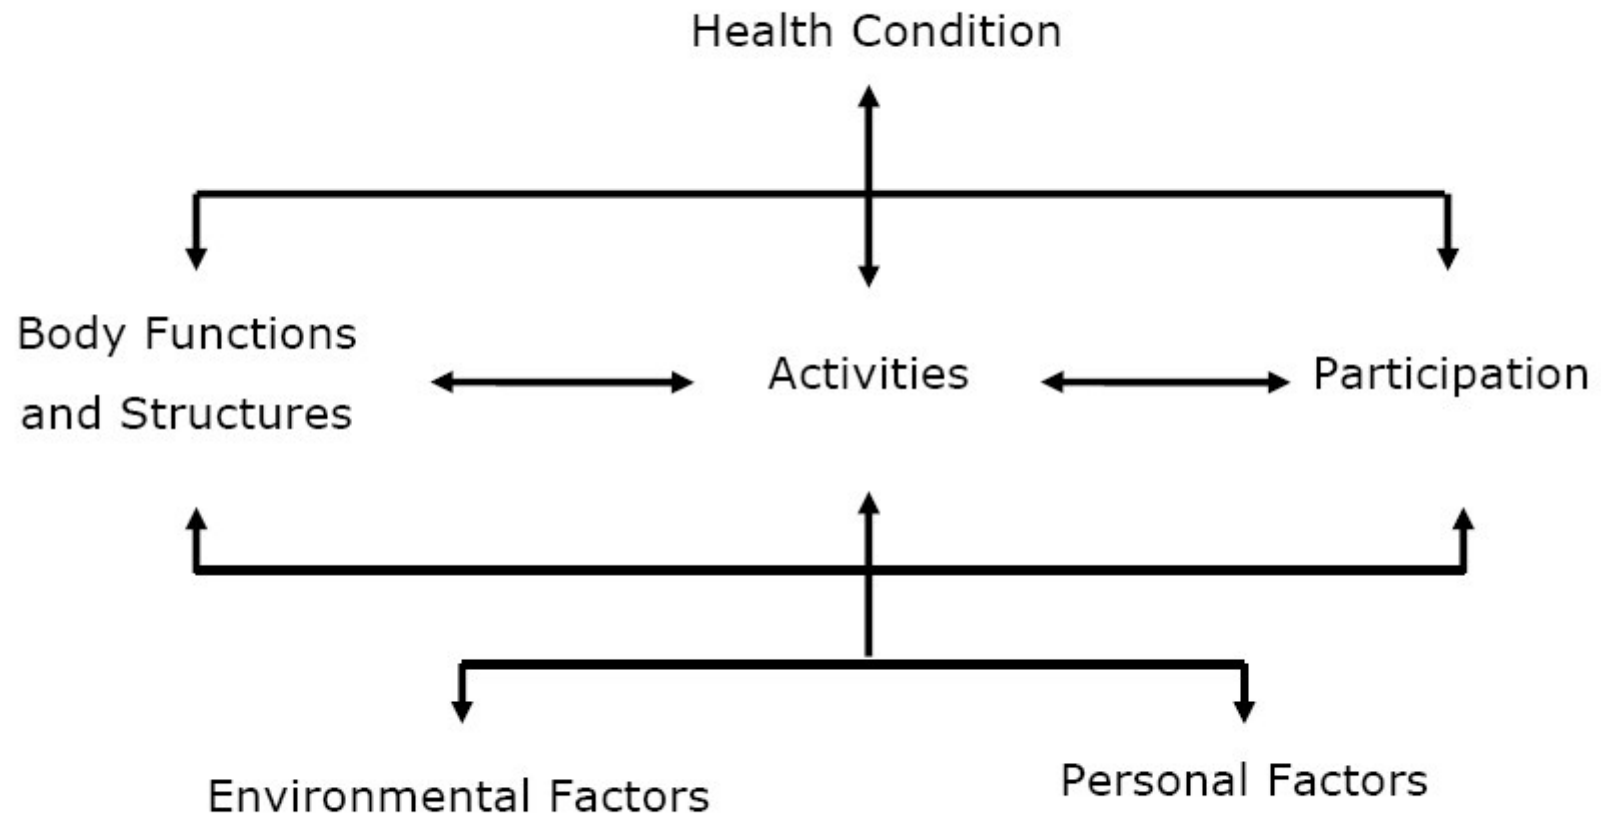 Health Condition
Body Functions
and Structures
Activities
Participation
Environmental Factors
Personal Factors